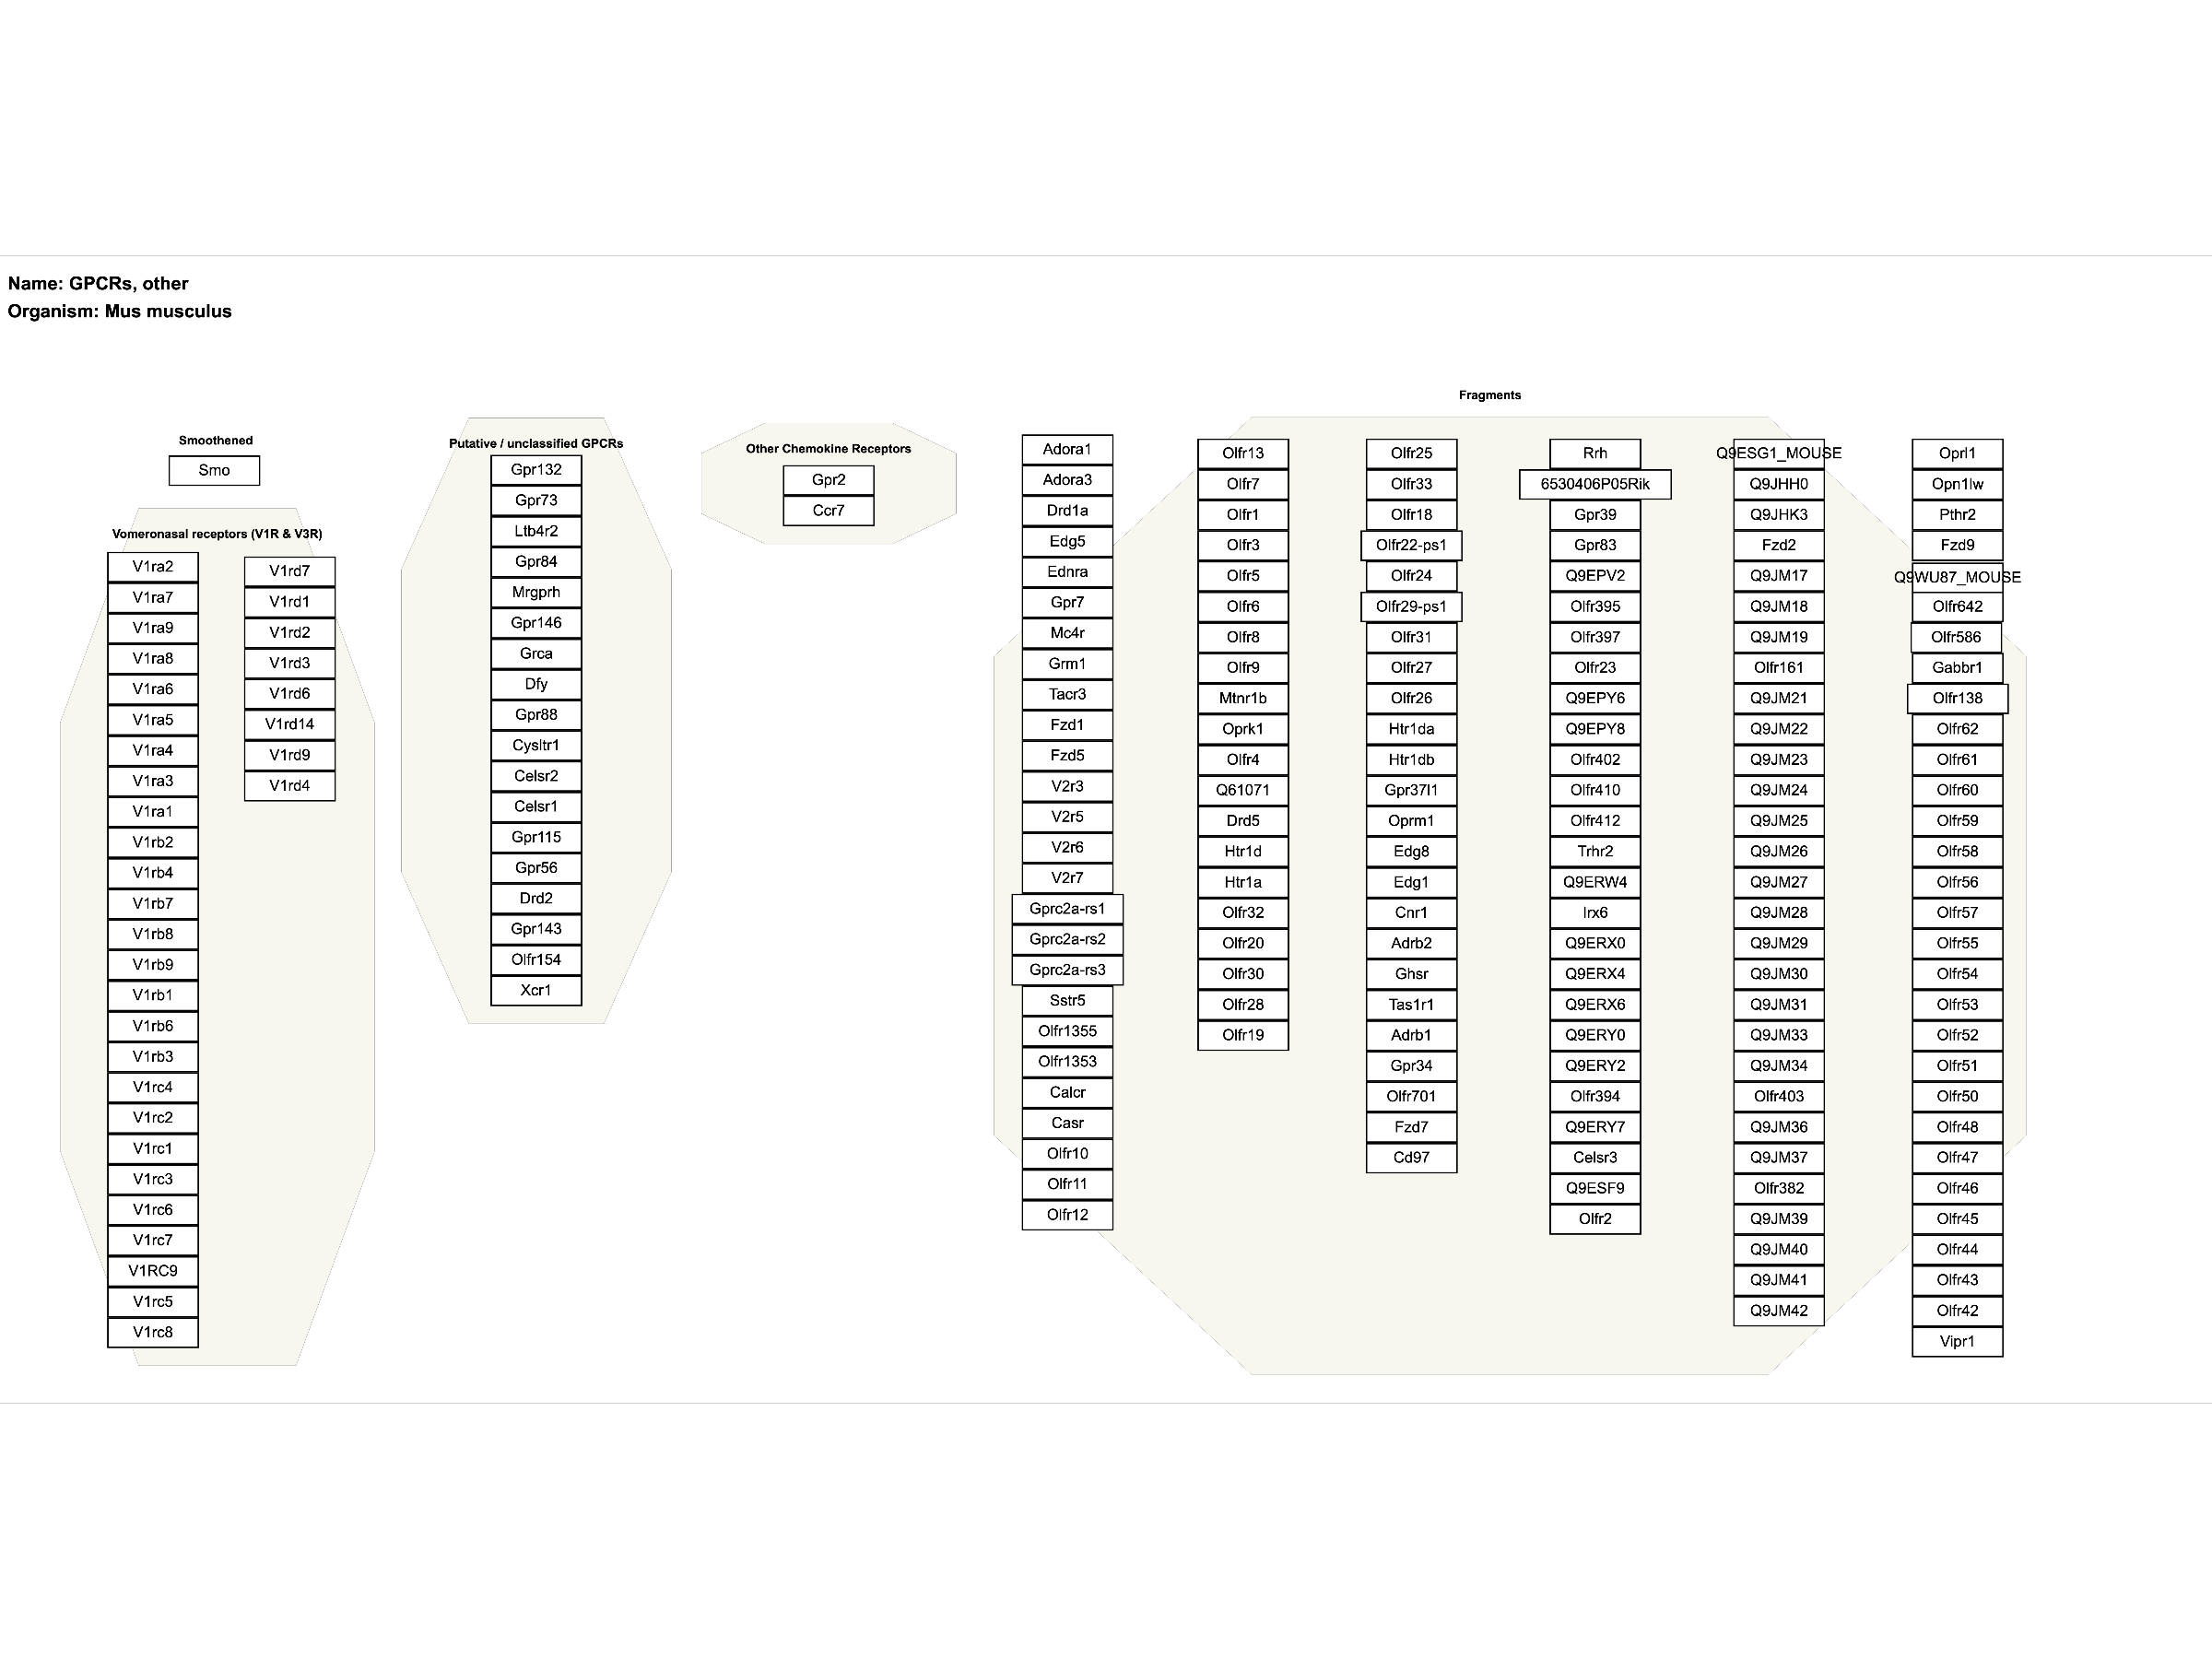 Name: GPCRs, other
Organism: Mus musculus
Smoothened
Smo
Vomeronasal receptors (V1R & V3R)
V1ra2
V1ra7
V1ra9
V1ra8
V1ra6
V1ra5
V1ra4
V1ra3
V1ra1
V1rb2
V1rb4
V1rb7
V1rb8
V1rb9
V1rb1
V1rb6
V1rb3
V1rc4
V1rc2
V1rc1
V1rc3
V1rc6
V1rc7
V1RC9
V1rc5
V1rc8
V1rd7
V1rd1
V1rd2
V1rd3
V1rd6
V1rd14
V1rd9
V1rd4
Putative / unclassified GPCRs
Gpr132
Gpr73
Ltb4r2
Gpr84
Mrgprh
Gpr146
Grca
Dfy
Gpr88
Cysltr1
Celsr2
Celsr1
Gpr115
Gpr56
Drd2
Gpr143
Olfr154
Xcr1
Other Chemokine Receptors
Gpr2
Ccr7
Fragments
Adora1
Adora3
Drd1a
Edg5
Ednra
Gpr7
Mc4r
Grm1
Tacr3
Fzd1
Fzd5
V2r3
V2r5
V2r6
V2r7
Gprc2a-rs1
Gprc2a-rs2
Gprc2a-rs3
Sstr5
Olfr1355
Olfr1353
Calcr
Casr
Olfr10
Olfr11
Olfr12
Olfr13
Olfr7
Olfr1
Olfr3
Olfr5
Olfr6
Olfr8
Olfr9
Mtnr1b
Oprk1
Olfr4
Q61071
Drd5
Htr1d
Htr1a
Olfr32
Olfr20
Olfr30
Olfr28
Olfr19
Olfr25
Olfr33
Olfr18
Olfr22-ps1
Olfr24
Olfr29-ps1
Olfr31
Olfr27
Olfr26
Htr1da
Htr1db
Gpr37l1
Oprm1
Edg8
Edg1
Cnr1
Adrb2
Ghsr
Tas1r1
Adrb1
Gpr34
Olfr701
Fzd7
Cd97
Rrh
6530406P05Rik
Gpr39
Gpr83
Q9EPV2
Olfr395
Olfr397
Olfr23
Q9EPY6
Q9EPY8
Olfr402
Olfr410
Olfr412
Trhr2
Q9ERW4
Irx6
Q9ERX0
Q9ERX4
Q9ERX6
Q9ERY0
Q9ERY2
Olfr394
Q9ERY7
Celsr3
Q9ESF9
Olfr2
Q9ESG1_MOUSE
Q9JHH0
Q9JHK3
Fzd2
Q9JM17
Q9JM18
Q9JM19
Olfr161
Q9JM21
Q9JM22
Q9JM23
Q9JM24
Q9JM25
Q9JM26
Q9JM27
Q9JM28
Q9JM29
Q9JM30
Q9JM31
Q9JM33
Q9JM34
Olfr403
Q9JM36
Q9JM37
Olfr382
Q9JM39
Q9JM40
Q9JM41
Q9JM42
Oprl1
Opn1lw
Pthr2
Fzd9
Q9WU87_MOUSE
Olfr642
Olfr586
Gabbr1
Olfr138
Olfr62
Olfr61
Olfr60
Olfr59
Olfr58
Olfr56
Olfr57
Olfr55
Olfr54
Olfr53
Olfr52
Olfr51
Olfr50
Olfr48
Olfr47
Olfr46
Olfr45
Olfr44
Olfr43
Olfr42
Vipr1